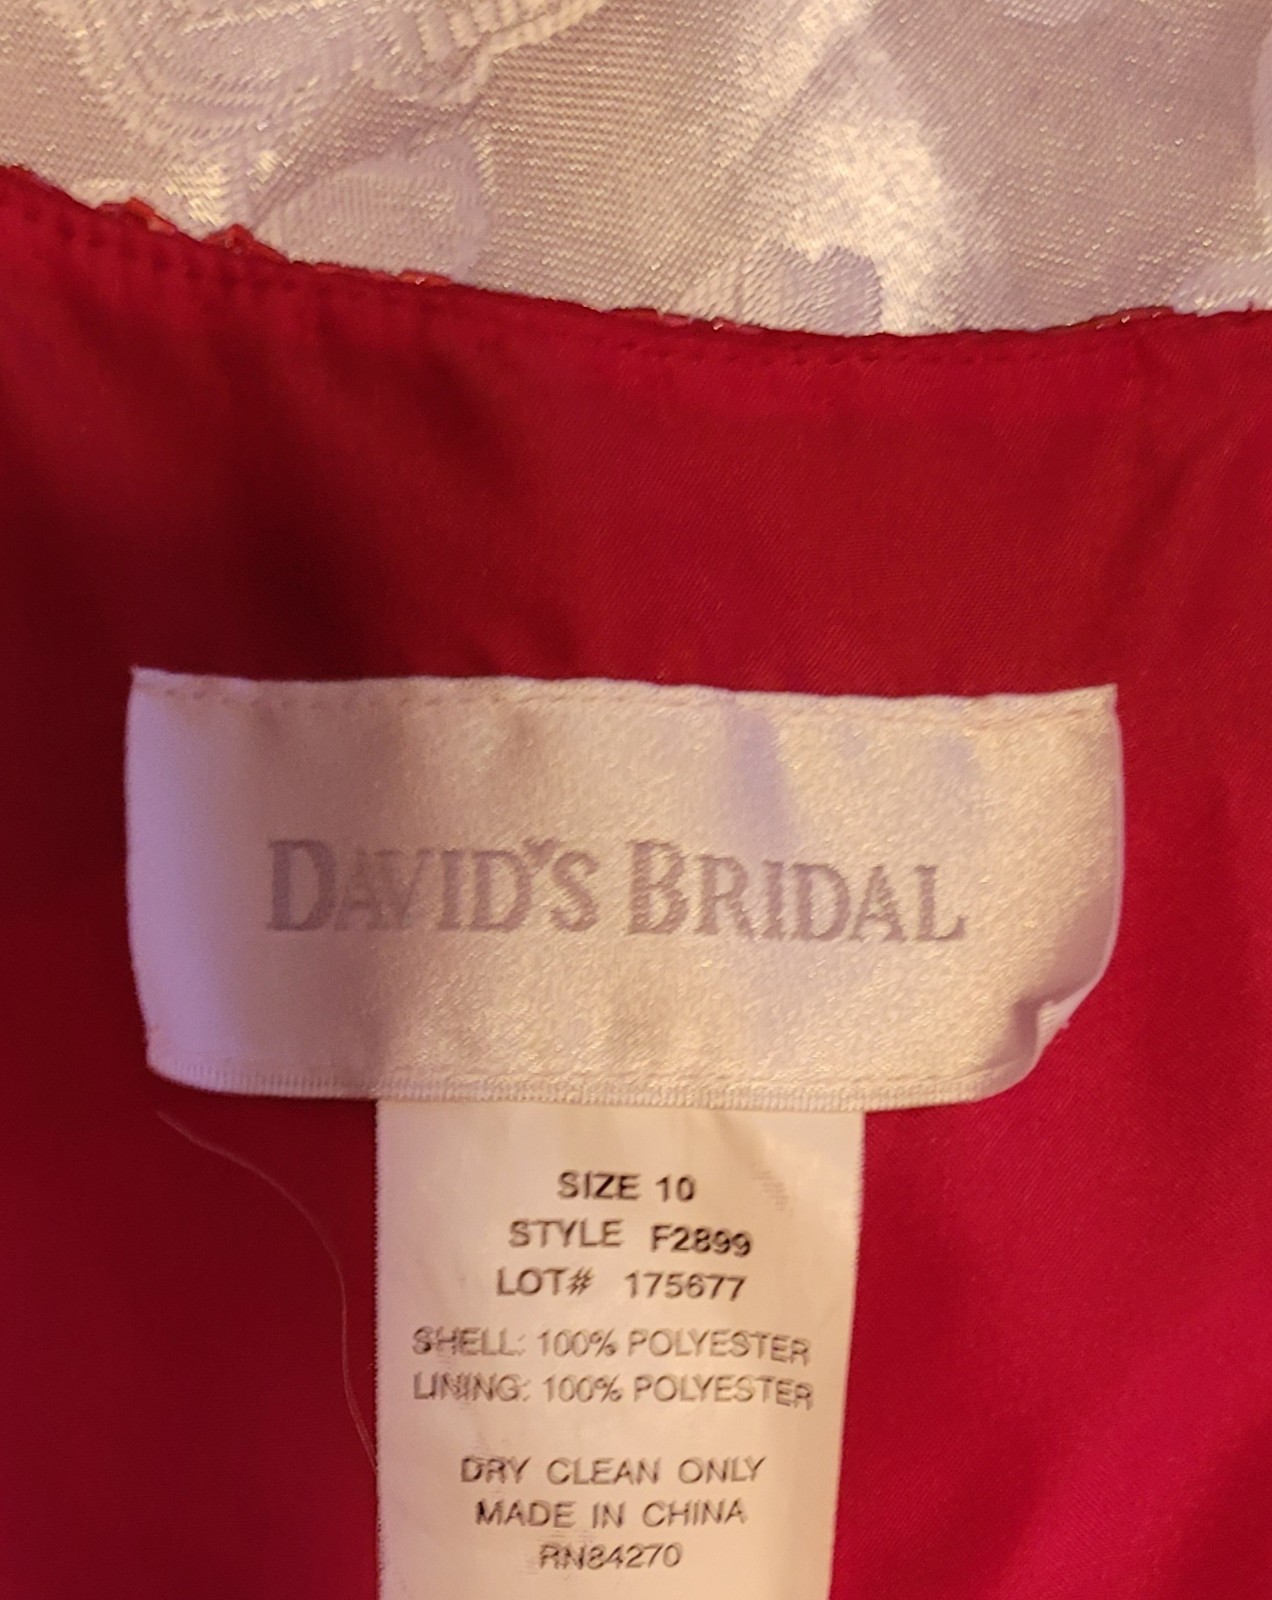 DAVID'S BRIDAL
SIZE 10
STYLE F2899
LOT# 175677
SHELL: 100% POLYESTER
LINING: 100% POLYESTER
DRY CLEAN ONLY
MADE IN CHINA
RN84270